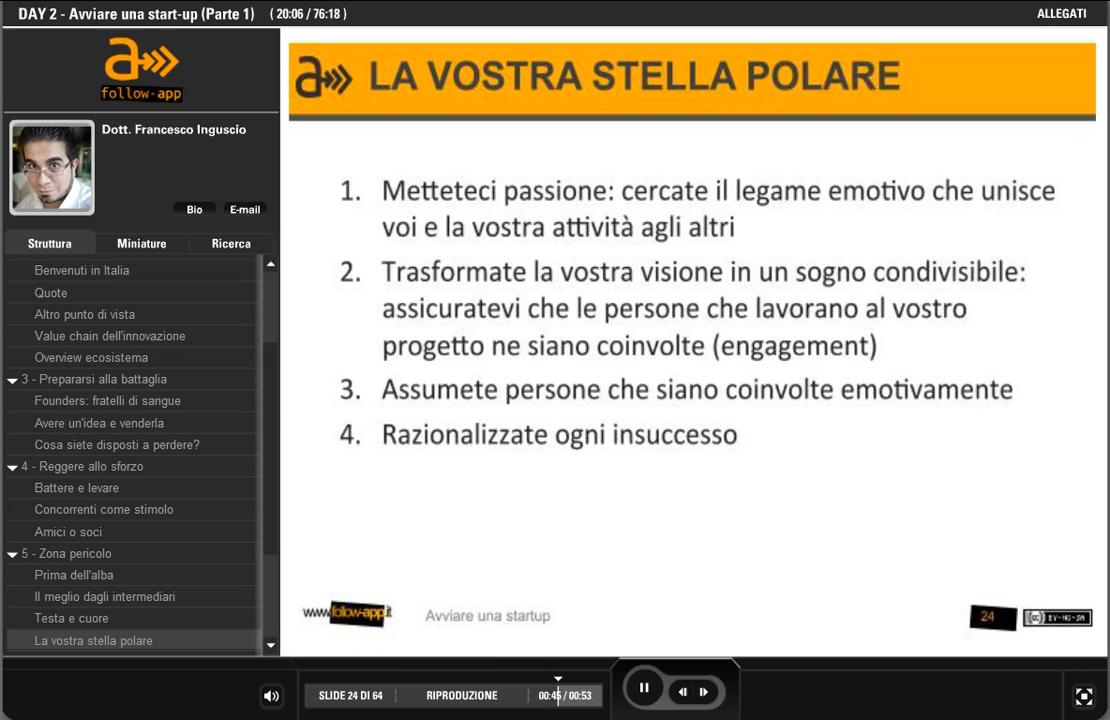 DAY 2 - Avviare una start-up (Parte 1) ( 20:06 / 76:18 )
ALLEGATI
a
follow-app
Dott. Francesco Inguscio
Bio
E-mail
Struttura
Miniature
Ricerca
Benvenuti in Italia
Quote
Altro punto di vista
Value chain dell'innovazione
Overview ecosistema
3 - Prepararsi alla battaglia
Founders: fratelli di sangue
Avere un'idea e venderla
Cosa siete disposti a perdere?
4 - Reggere allo sforzo
Battere e levare
Concorrenti come stimolo
Amici o soci
5 - Zona pericolo
Prima dell'alba
Il meglio dagli intermediari
Testa e cuore
La vostra stella polare
a LA VOSTRA STELLA POLARE
1. Metteteci passione: cercate il legame emotivo che unisce
voi e la vostra attività agli altri
2. Trasformate la vostra visione in un sogno condivisibile:
assicuratevi che le persone che lavorano al vostro
progetto ne siano coinvolte (engagement)
3. Assumete persone che siano coinvolte emotivamente
4. Razionalizzate ogni insuccesso
www.follow-app.it
Avviare una startup
24
(cc) BY-NC-SA
SLIDE 24 DI 64
RIPRODUZIONE
00:45 / 00:53